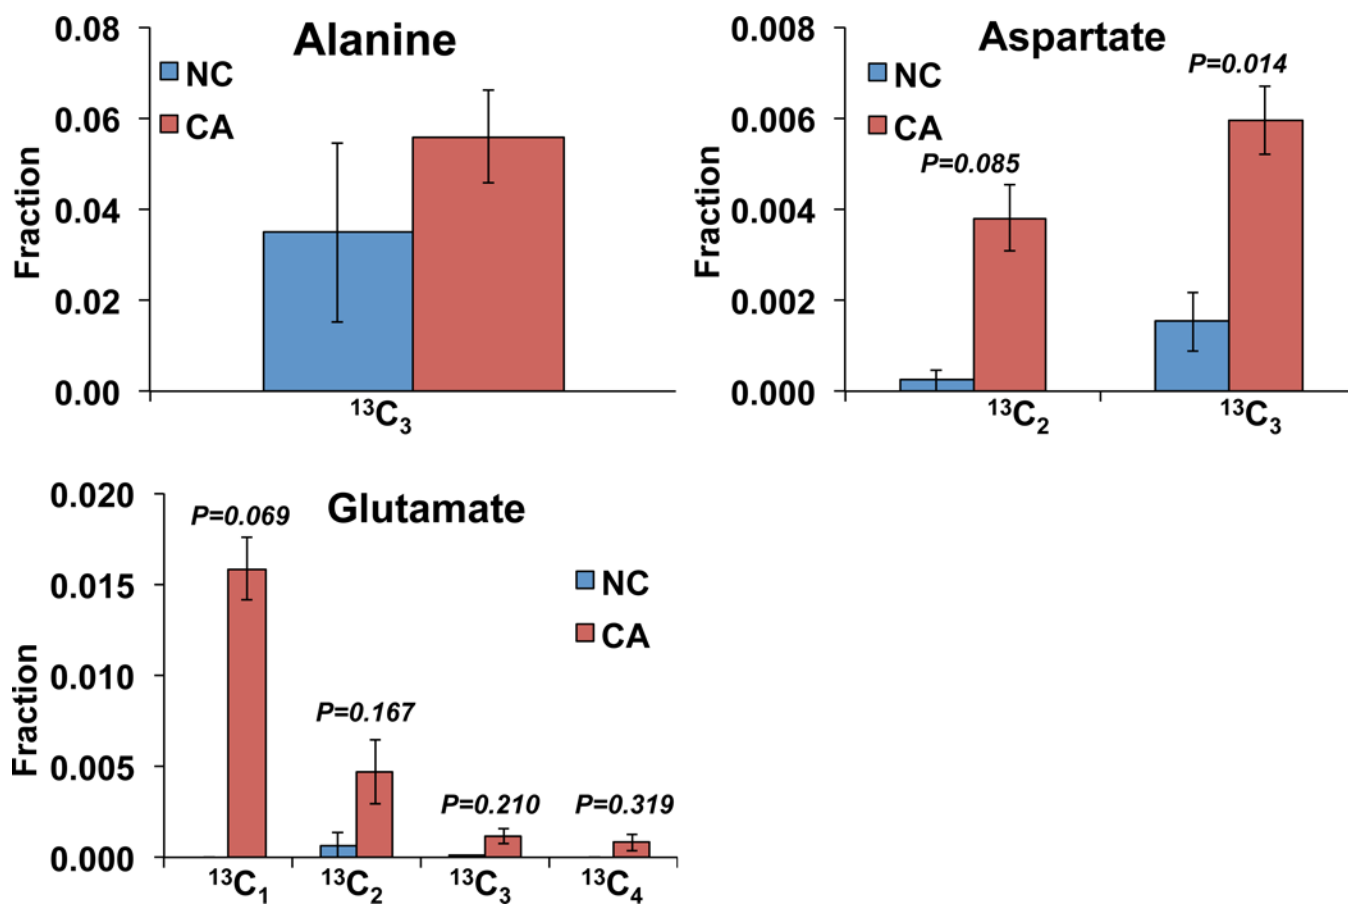 Alanine
NC
CA
Fraction
0.08
0.06
0.04
0.02
0.00
¹³C₃
Aspartate
NC
CA
P=0.085
P=0.014
Fraction
0.008
0.006
0.004
0.002
0.000
¹³C₂
¹³C₃
Glutamate
NC
CA
P=0.069
P=0.167
P=0.210
P=0.319
Fraction
0.020
0.015
0.010
0.005
0.000
¹³C₁
¹³C₂
¹³C₃
¹³C₄